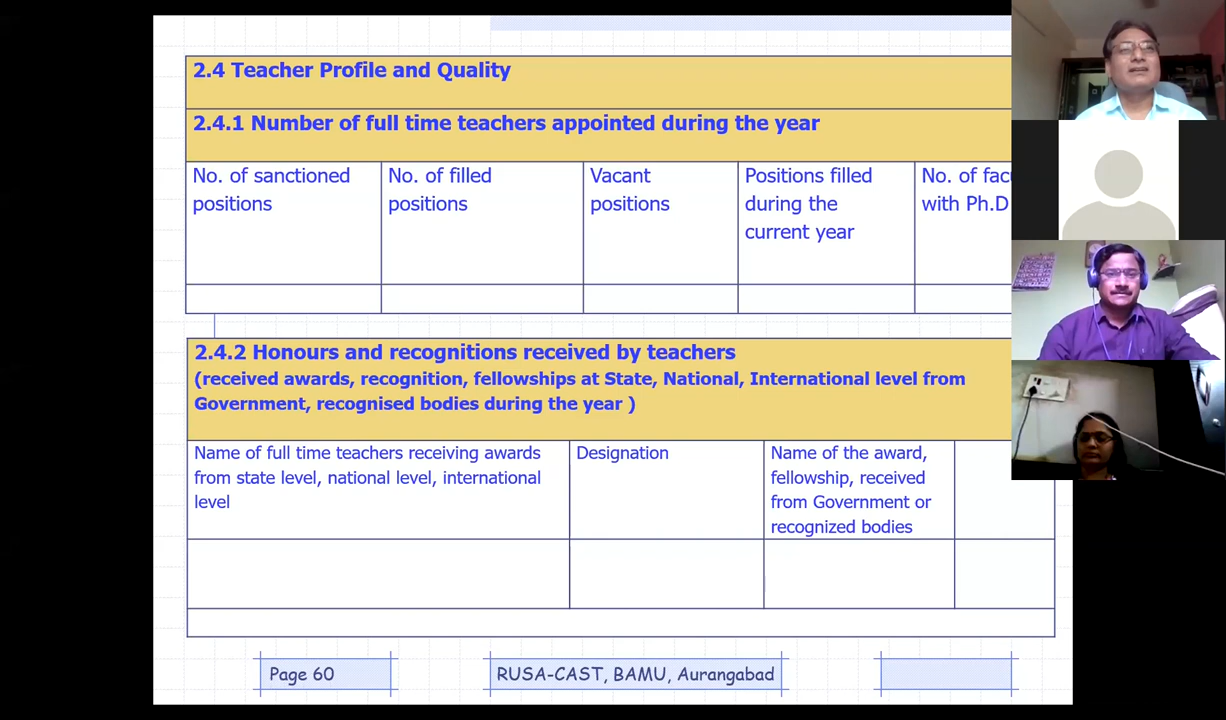 2.4 Teacher Profile and Quality
2.4.1 Number of full time teachers appointed during the year
No. of sanctioned
positions
No. of filled
positions
Vacant
positions
Positions filled
during the
current year
No. of
with Ph.D
2.4.2 Honours and recognitions received by teachers
(received awards, recognition, fellowships at State, National, International level from
Government, recognised bodies during the year )
Name of full time teachers receiving awards
from state level, national level, international
level
Designation
Name of the award,
fellowship, received
from Government or
recognized bodies
Page 60
RUSA-CAST, BAMU, Aurangabad